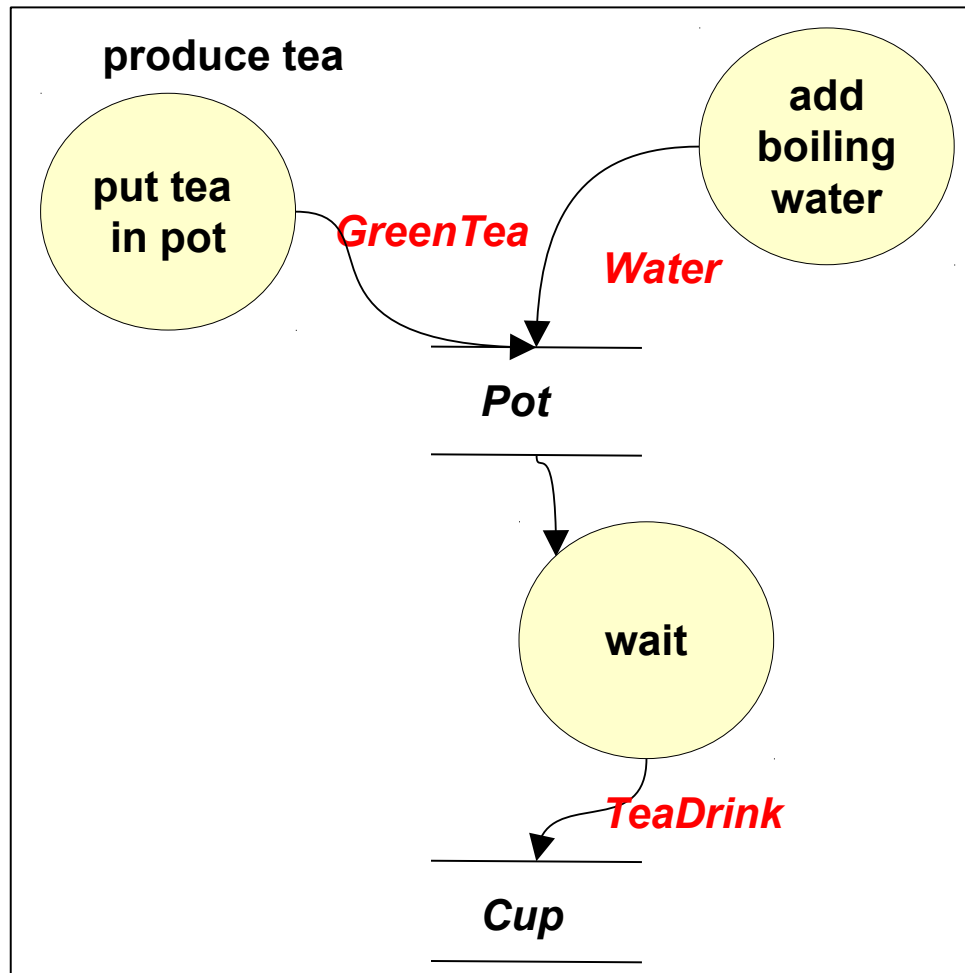 produce tea
put tea
in pot
add
boiling
water
GreenTea
Water
Pot
wait
TeaDrink
Cup